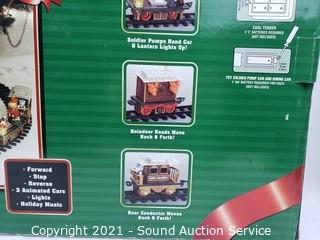 Soldier Pumps Hand Car
& Lantern Lights Up!
COAL TENDER
4 "C" BATTERIES REQUIRED
(NOT INCLUDED)
TOY SOLDIER PUMP CAR AND DINING CAR
1 "AA" BATTERY REQUIRED FOR EACH
(NOT INCLUDED)
Reindeer Heads Move
Back & Forth!
• Forward
• Stop
• Reverse
• 3 Animated Cars
• Lights
• Holiday Music
Bear Conductor Moves
Back & Forth!
Copyright 2021 - Sound Auction Service